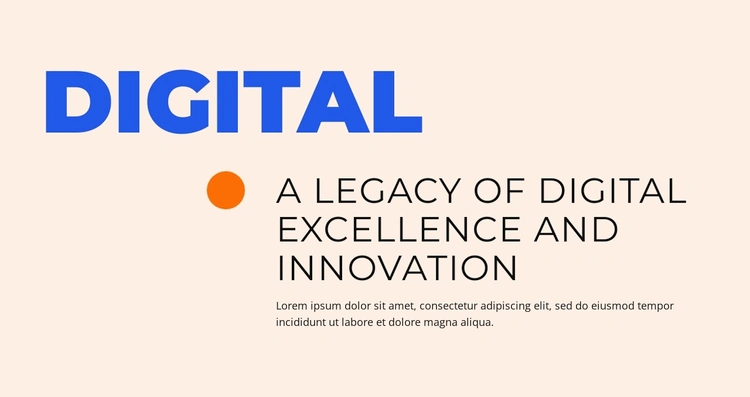 DIGITAL
A LEGACY OF DIGITAL
EXCELLENCE AND
INNOVATION
Lorem ipsum dolor sit amet, consectetur adipiscing elit, sed do eiusmod tempor
incididunt ut labore et dolore magna aliqua.